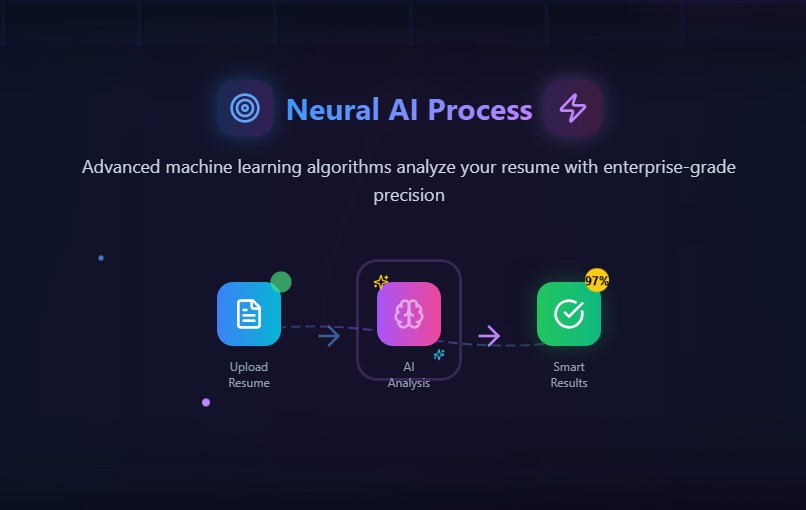 Neural AI Process
Advanced machine learning algorithms analyze your resume with enterprise-grade
precision
97%
Upload
Resume
AI
Analysis
Smart
Results